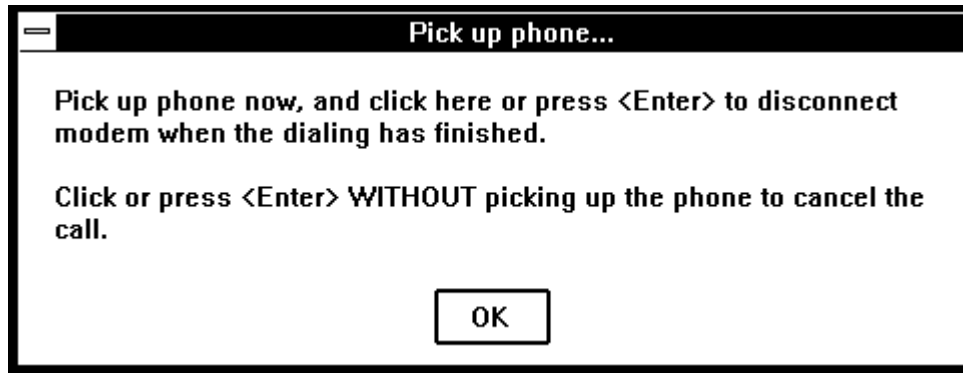 Pick up phone...
Pick up phone now, and click here or press <Enter> to disconnect
modem when the dialing has finished.
Click or press <Enter> WITHOUT picking up the phone to cancel the
call.
OK